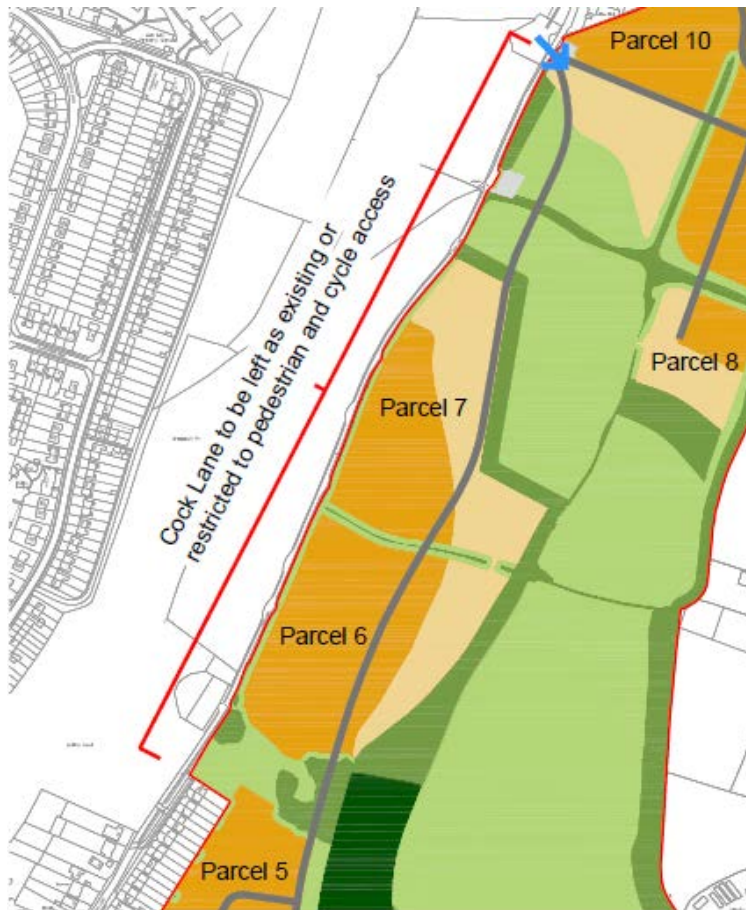 Parcel 10
Cock Lane to be left as existing or
restricted to pedestrian and cycle access
Parcel 8
Parcel 7
Parcel 6
Parcel 5